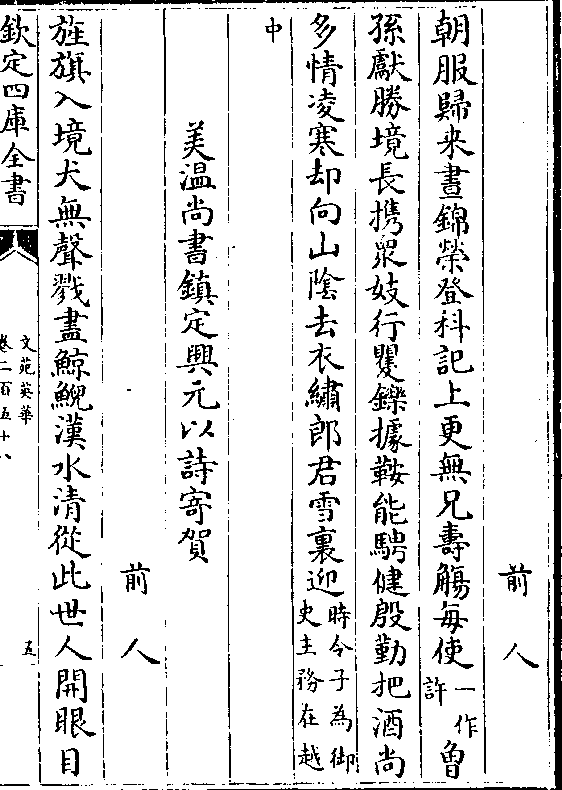 前人
朝服歸来晝錦榮登科記上更無兄壽觴每使一作許魯
孫獻勝境長携衆妓行矍鑠據鞍能騁健殷勤把酒尚
多情凌寒却向山陰去衣繡郎君雪裏迎時令子為御史主務在越
中
美溫尚書鎮定興元以詩寄賀
前人
旌旗入境犬無聲戮盡鯨鯢漢水清從此世人開眼目
欽定四庫全書
文苑英華
卷二百五十八
五